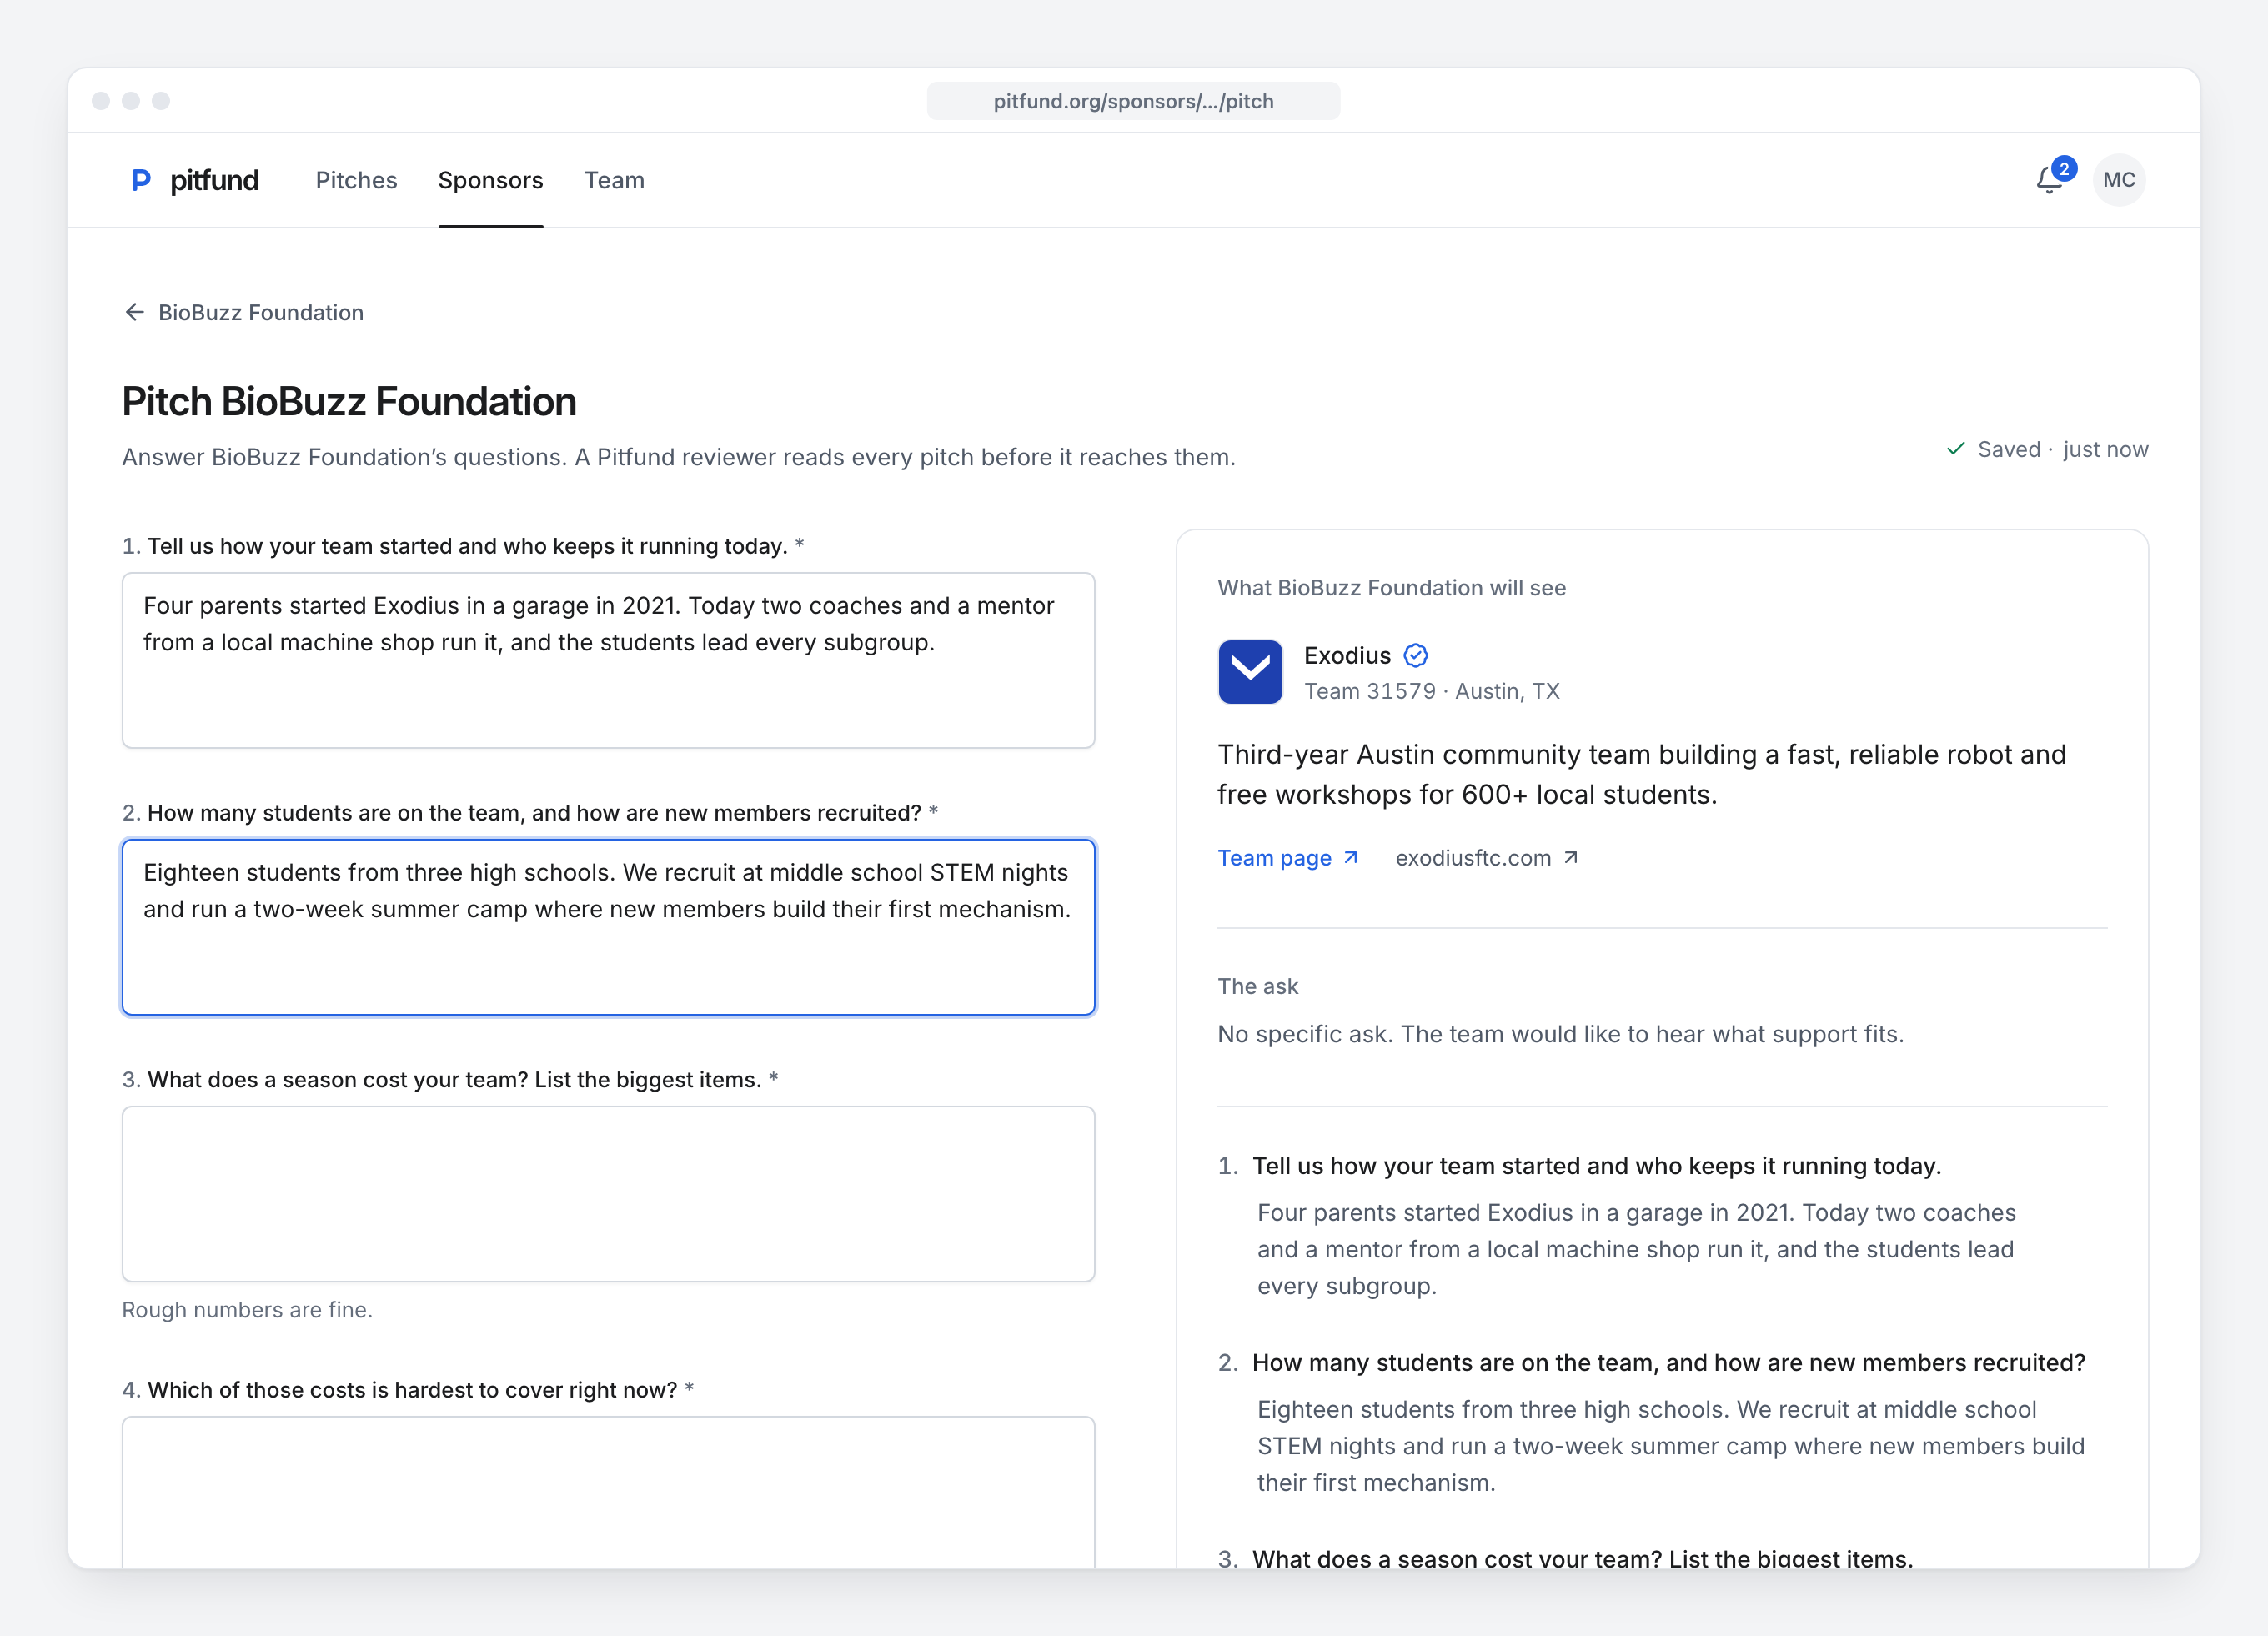 pitfund.org/sponsors/.../pitch
P pitfund
Pitches
Sponsors
Team
2
MC
← BioBuzz Foundation
Pitch BioBuzz Foundation
Answer BioBuzz Foundation’s questions. A Pitfund reviewer reads every pitch before it reaches them.
Saved · just now
1. Tell us how your team started and who keeps it running today. *
Four parents started Exodius in a garage in 2021. Today two coaches and a mentor
from a local machine shop run it, and the students lead every subgroup.
2. How many students are on the team, and how are new members recruited? *
Eighteen students from three high schools. We recruit at middle school STEM nights
and run a two-week summer camp where new members build their first mechanism.
3. What does a season cost your team? List the biggest items. *
Rough numbers are fine.
4. Which of those costs is hardest to cover right now? *
What BioBuzz Foundation will see
Exodius
Team 31579 · Austin, TX
Third-year Austin community team building a fast, reliable robot and
free workshops for 600+ local students.
Team page ↗
exodiusftc.com ↗
The ask
No specific ask. The team would like to hear what support fits.
1. Tell us how your team started and who keeps it running today.
Four parents started Exodius in a garage in 2021. Today two coaches
and a mentor from a local machine shop run it, and the students lead
every subgroup.
2. How many students are on the team, and how are new members recruited?
Eighteen students from three high schools. We recruit at middle school
STEM nights and run a two-week summer camp where new members build
their first mechanism.
3. What does a season cost your team? List the biggest items.